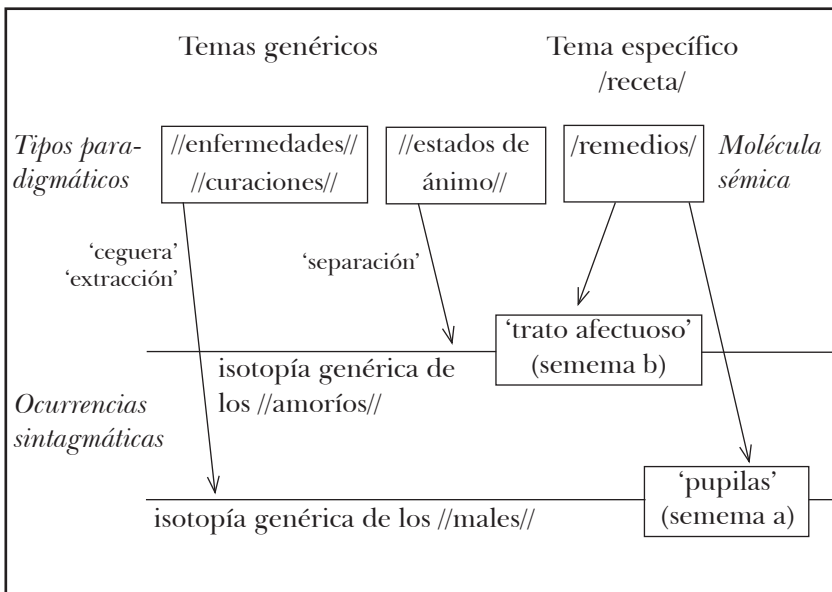 Temas genéricos
Tema específico
/receta/
Tipos para-
digmáticos
//enfermedades//
//curaciones//
//estados de
ánimo//
/remedios/
Molécula
sémica
‘ceguera’
‘extracción’
‘separación’
‘trato afectuoso’
(semema b)
isotopía genérica de
los //amoríos//
Ocurrencias
sintagmáticas
‘pupilas’
(semema a)
isotopía genérica de los //males//